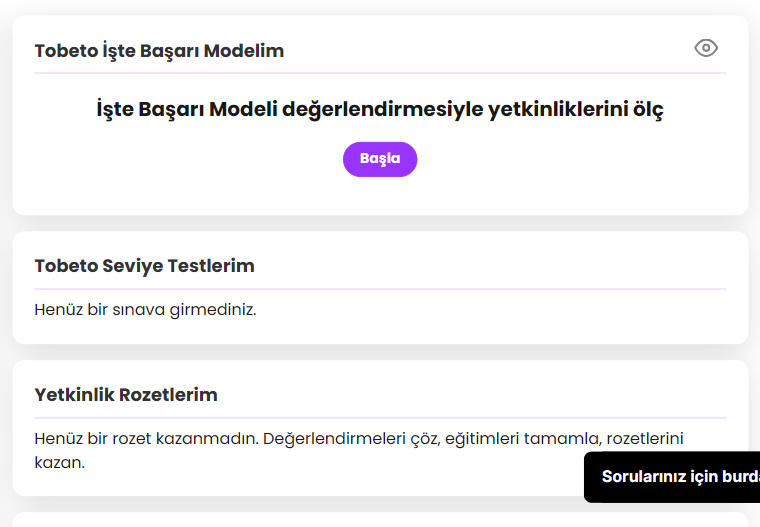 Tobeto İşte Başarı Modelim
İşte Başarı Modeli değerlendirmesiyle yetkinliklerini ölç
Başla
Tobeto Seviye Testlerim
Henüz bir sınava girmediniz.
Yetkinlik Rozetlerim
Henüz bir rozet kazanmadın. Değerlendirmeleri çöz, eğitimleri tamamla, rozetlerini
kazan.
Sorularınız için